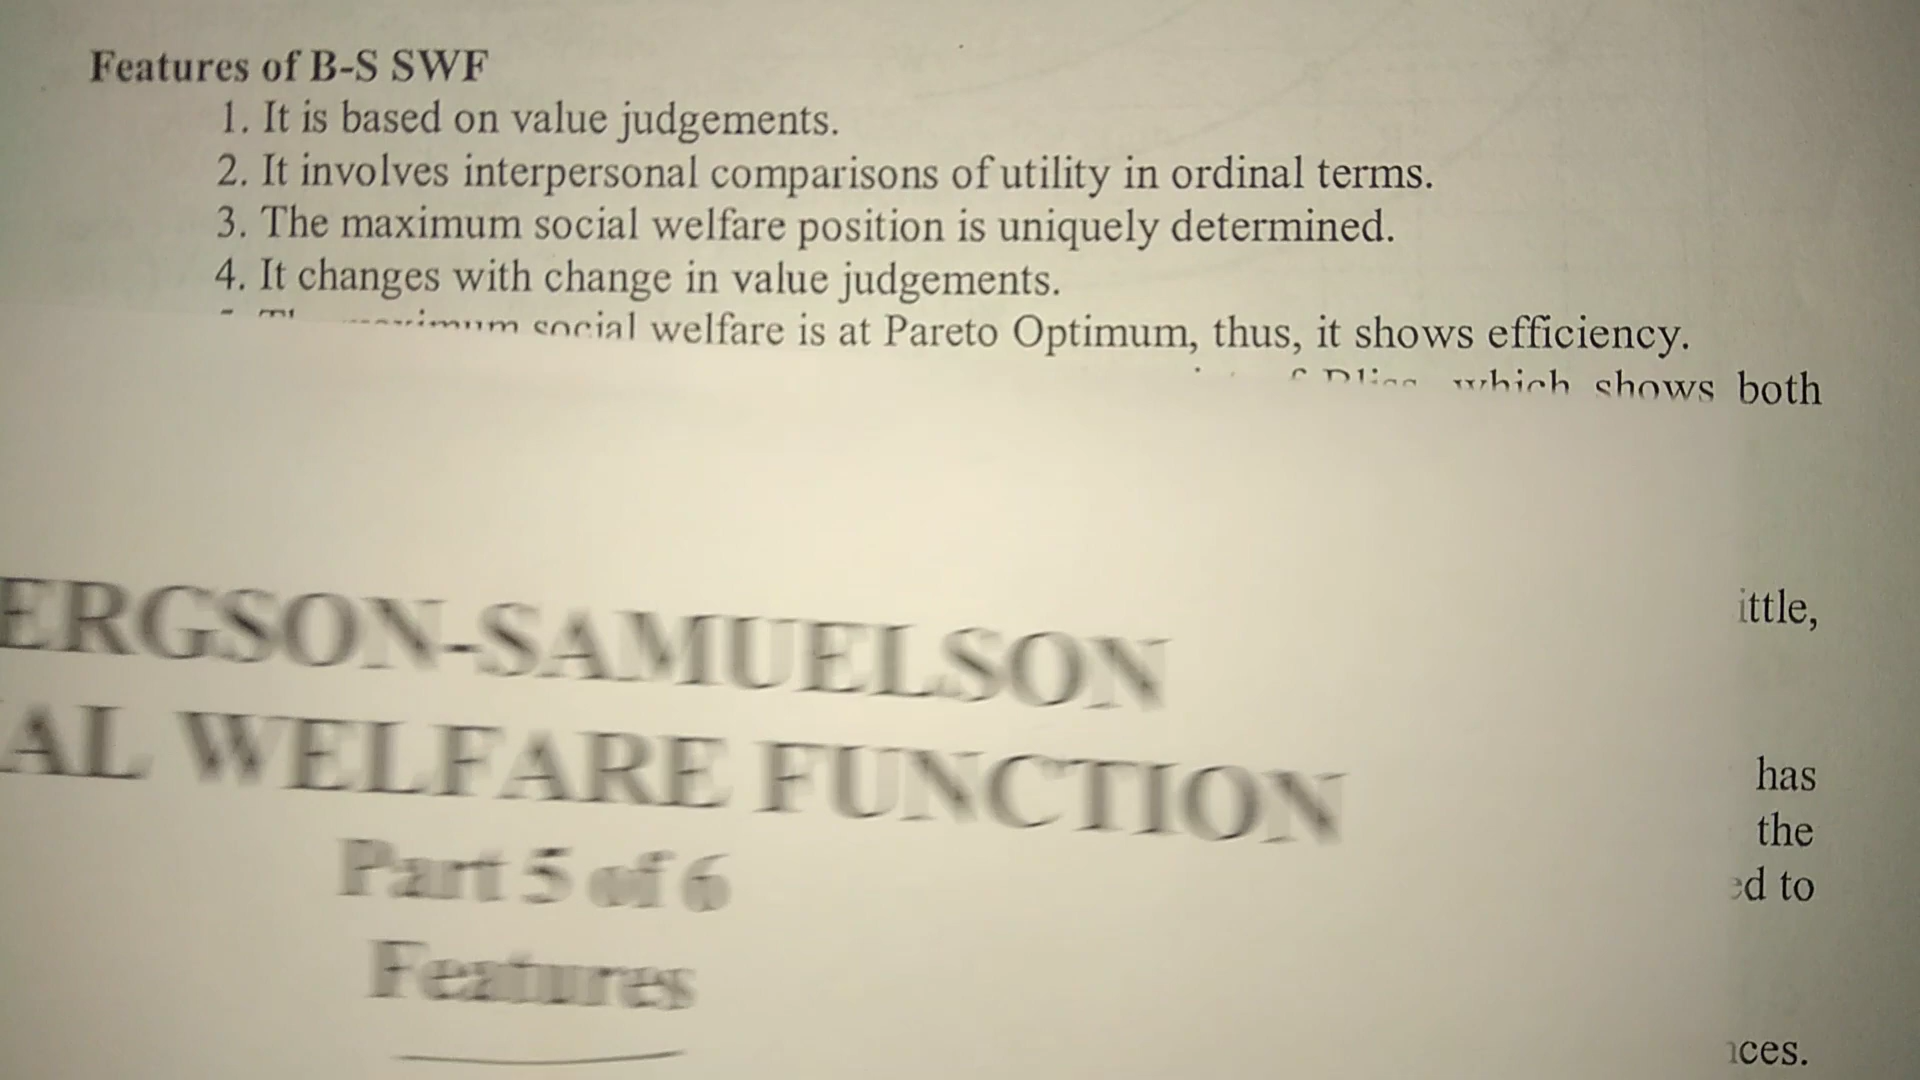 Features of B-S SWF
1. It is based on value judgements.
2. It involves interpersonal comparisons of utility in ordinal terms.
3. The maximum social welfare position is uniquely determined.
4. It changes with change in value judgements.
social welfare is at Pareto Optimum, thus, it shows efficiency.
which shows both
ERGSON-SAMUELSON
AL WELFARE FUNCTION
Part 5 of 6
Features
ittle,
has
the
ed to
ces.